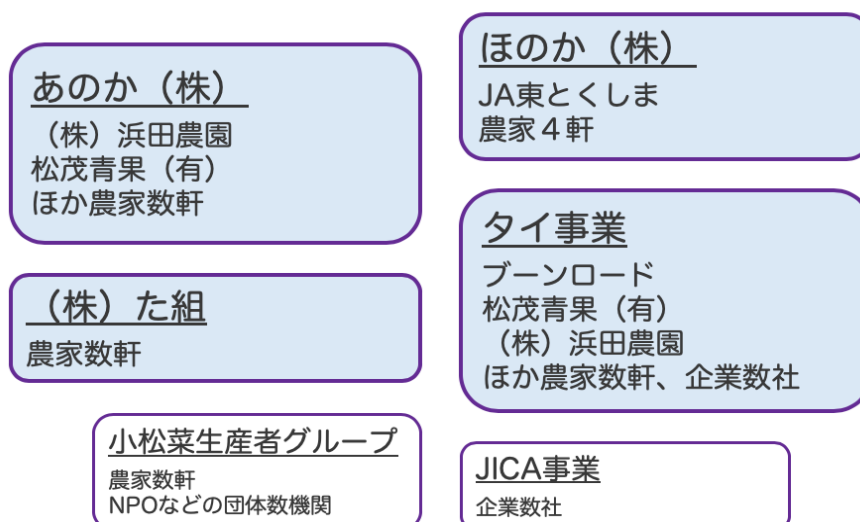 あのか（株）
（株）浜田農園
松茂青果（有）
ほか農家数軒
ほのか（株）
JA東とくしま
農家４軒
（株）た組
農家数軒
タイ事業
ブーンロード
松茂青果（有）
（株）浜田農園
ほか農家数軒、企業数社
小松菜生産者グループ
農家数軒
NPOなどの団体数機関
JICA事業
企業数社